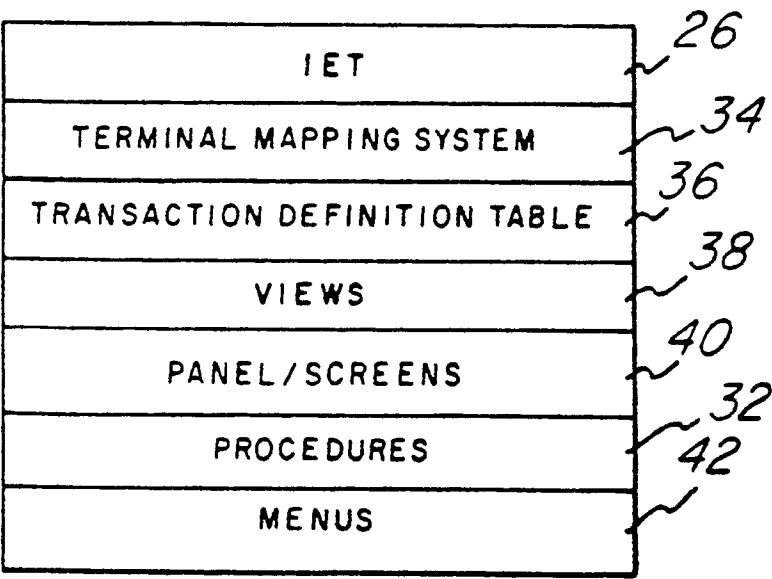 IET 26
TERMINAL MAPPING SYSTEM 34
TRANSACTION DEFINITION TABLE 36
VIEWS 38
PANEL/SCREENS 40
PROCEDURES 32
MENUS 42